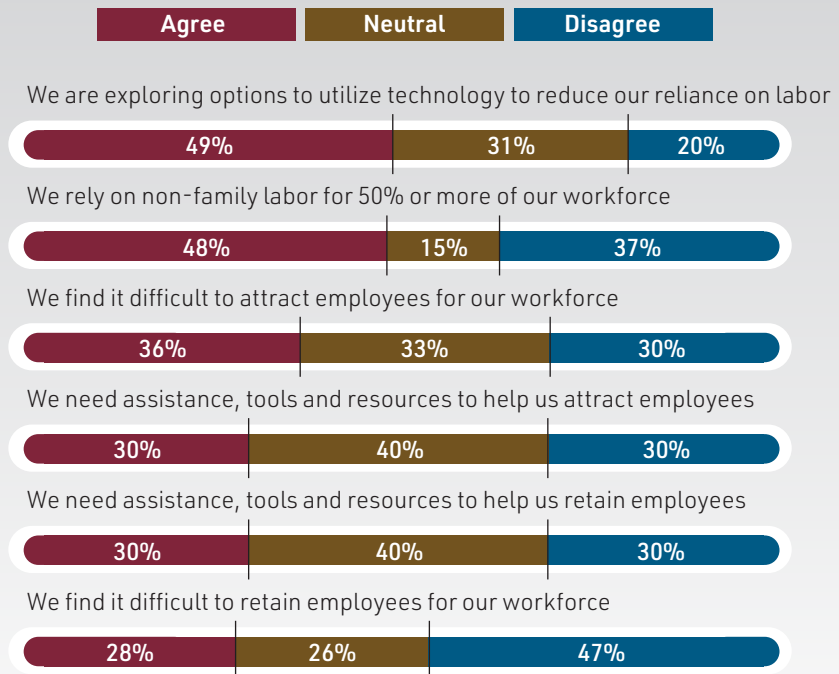 Agree Neutral Disagree
We are exploring options to utilize technology to reduce our reliance on labor
49% 31% 20%
We rely on non-family labor for 50% or more of our workforce
48% 15% 37%
We find it difficult to attract employees for our workforce
36% 33% 30%
We need assistance, tools and resources to help us attract employees
30% 40% 30%
We need assistance, tools and resources to help us retain employees
30% 40% 30%
We find it difficult to retain employees for our workforce
28% 26% 47%